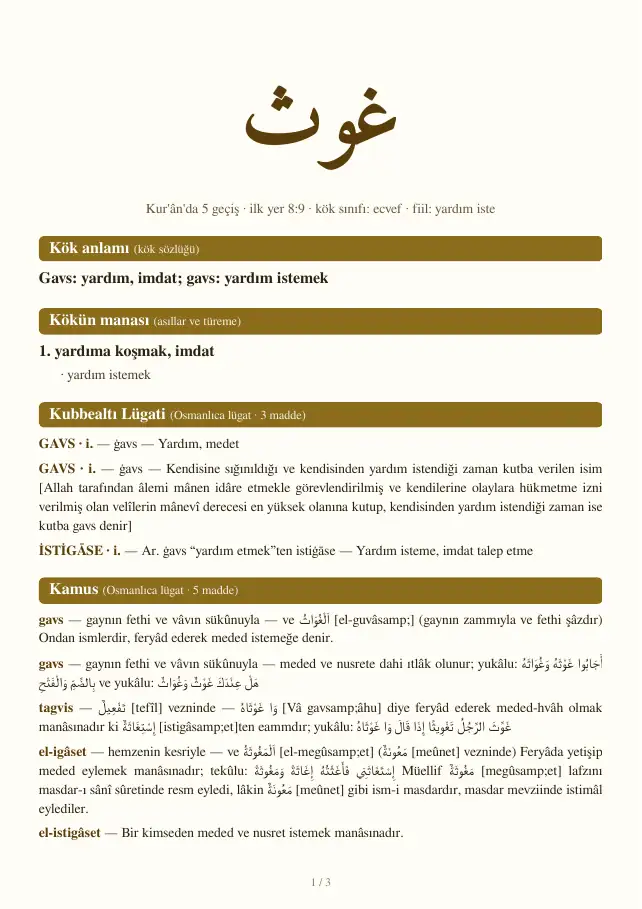 غوث
Kur'ân'da 5 geçiş · ilk yer 8:9 · kök sınıfı: ecvef · fiil: yardım iste
Kök anlamı (kök sözlüğü)
Gavs: yardım, imdat; gavs: yardım istemek
Kökün manası (asıllar ve türeme)
1. yardıma koşmak, imdat
· yardım istemek
Kubbealtı Lügati (Osmanlıca lügat · 3 madde)
GAVS · i. — ġavs — Yardım, medet
GAVS · i. — ġavs — Kendisine sığınıldığı ve kendisinden yardım istendiği zaman kutba verilen isim
[Allah tarafından âlemi mânen idâre etmekle görevlendirilmiş ve kendilerine olaylara hükmetme izni
verilmiş olan velîlerin mânevî derecesi en yüksek olanına kutup, kendisinden yardım istendiği zaman ise
kutba gavs denir]
İSTİGĀSE · i. — Ar. ġavs “yardım etmek”ten istiġāse — Yardım isteme, imdat talep etme
Kamus (Osmanlıca lügat · 5 madde)
gavs — gaynın fethi ve vâvın sükûnuyla — ve اَلْغُوَاثُ [el-guvâsamp;] (gaynın zammıyla ve fethi şâzdır)
Ondan ismlerdir, feryâd ederek meded istemeğe denir.
gavs — gaynın fethi ve vâvın sükûnuyla — meded ve nusrete dahi ıtlâk olunur; yukâlu: أَجَابُوا غَوْثَهُ وَغُوَاثَهُ
بِالضَّمِّ وَالْفَتْحِ ve yukâlu: هَلْ عِنْدَكَ غَوْثٌ وَغُوَاثٌ
tagvis — تَفْعِيلٌ [tefîl] vezninde — وَا غَوْثَاهُ [Vâ gavsamp;âhu] diye feryâd ederek meded-hvâh olmak
manâsınadır ki إِسْتِغَاثَةٌ [istigâsamp;et]ten eammdır; yukâlu: غَوَّثَ الرَّجُلُ تَغْوِيثًا إِذَا قَالَ وَا غَوْثَاهُ
el-igâset — hemzenin kesriyle — ve اَلْمَغُوثَةُ [el-megûsamp;et] (مَعُونَةٌ [meûnet] vezninde) Feryâda yetişip
meded eylemek manâsınadır; tekûlu: إِسْتَغَاثَنِي فَأَغَثْتُهُ إِغَاثَةً وَمَغُوثَةً Müellif مَغُوثَةٌ [megûsamp;et] lafzını
masdar-ı sânî sûretinde resm eyledi, lâkin مَعُونَةٌ [meûnet] gibi ism-i masdardır, masdar mevziinde istimâl
eylediler.
el-istigâset — Bir kimseden meded ve nusret istemek manâsınadır.
1 / 3